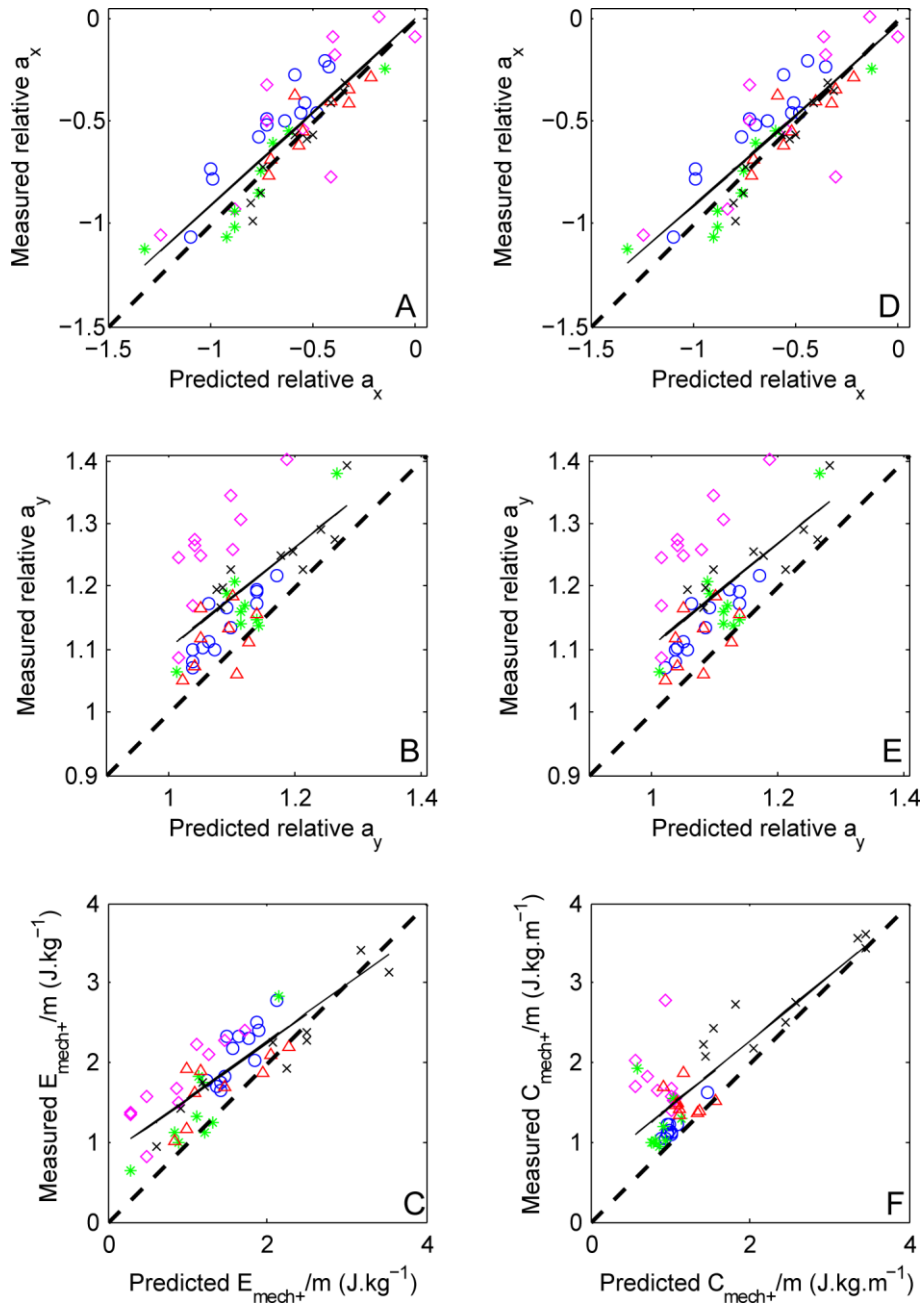 0
−0.5
−1
−1.5
−1.5
−1
−0.5
0
Measured relative a_x
Predicted relative a_x
A
0
−0.5
−1
−1.5
−1.5
−1
−0.5
0
Measured relative a_x
Predicted relative a_x
D
1.4
1.3
1.2
1.1
1
0.9
1
1.2
1.4
Measured relative a_y
Predicted relative a_y
B
1.4
1.3
1.2
1.1
1
0.9
1
1.2
1.4
Measured relative a_y
Predicted relative a_y
E
4
3
2
1
0
0
2
4
Measured E_mech+/m (J.kg⁻¹)
Predicted E_mech+/m (J.kg⁻¹)
C
4
3
2
1
0
0
2
4
Measured C_mech+/m (J.kg.m⁻¹)
Predicted C_mech+/m (J.kg.m⁻¹)
F